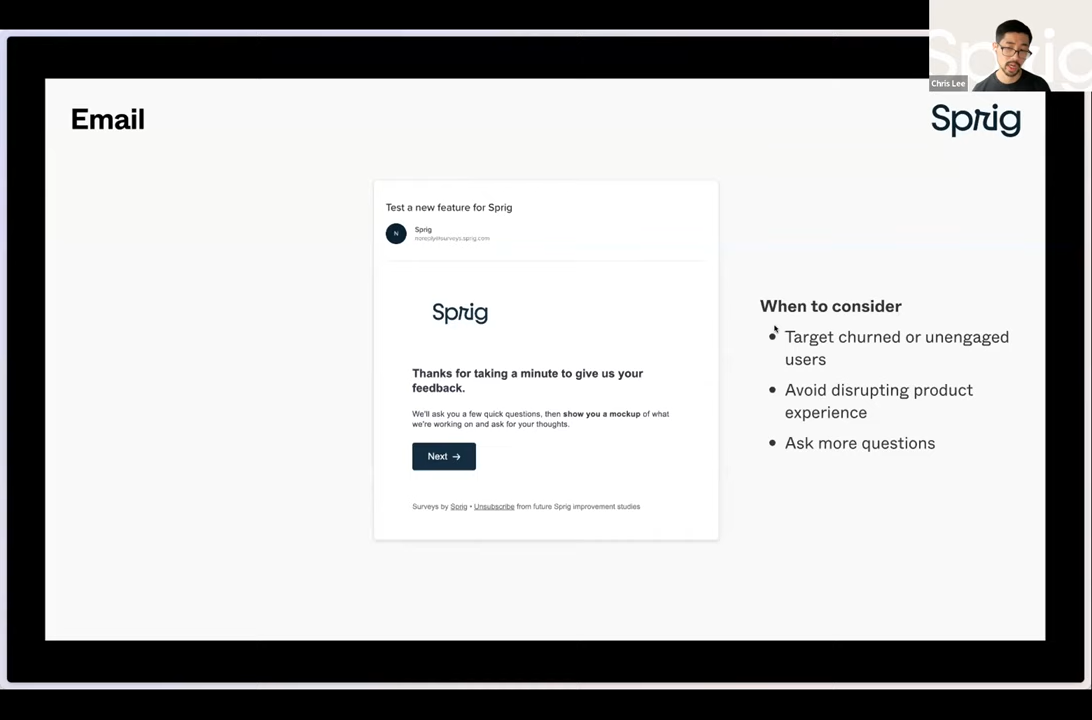 Chris Lee
Email
Sprig
Test a new feature for Sprig
N
Sprig
Sprig
Thanks for taking a minute to give us your
feedback.
We'll ask you a few quick questions, then show you a mockup of what
we're working on and ask for your thoughts.
Next →
Surveys by Sprig • Unsubscribe from future Sprig improvement studies
When to consider
• Target churned or unengaged
users
• Avoid disrupting product
experience
• Ask more questions